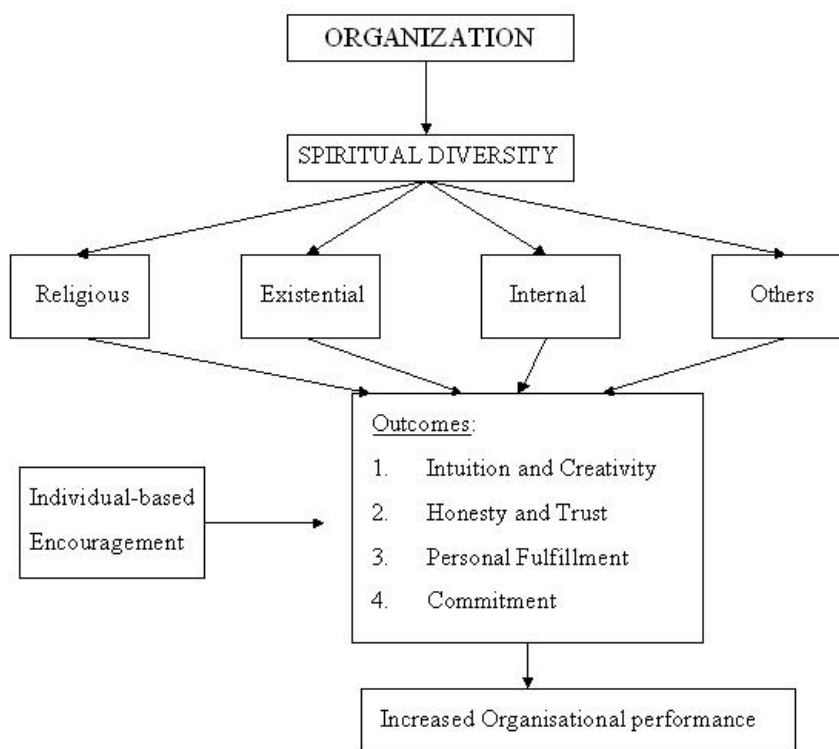 ORGANIZATION
SPIRITUAL DIVERSITY
Religious
Existential
Internal
Others
Outcomes:
1. Intuition and Creativity
2. Honesty and Trust
3. Personal Fulfillment
4. Commitment
Individual-based
Encouragement
Increased Organisational performance